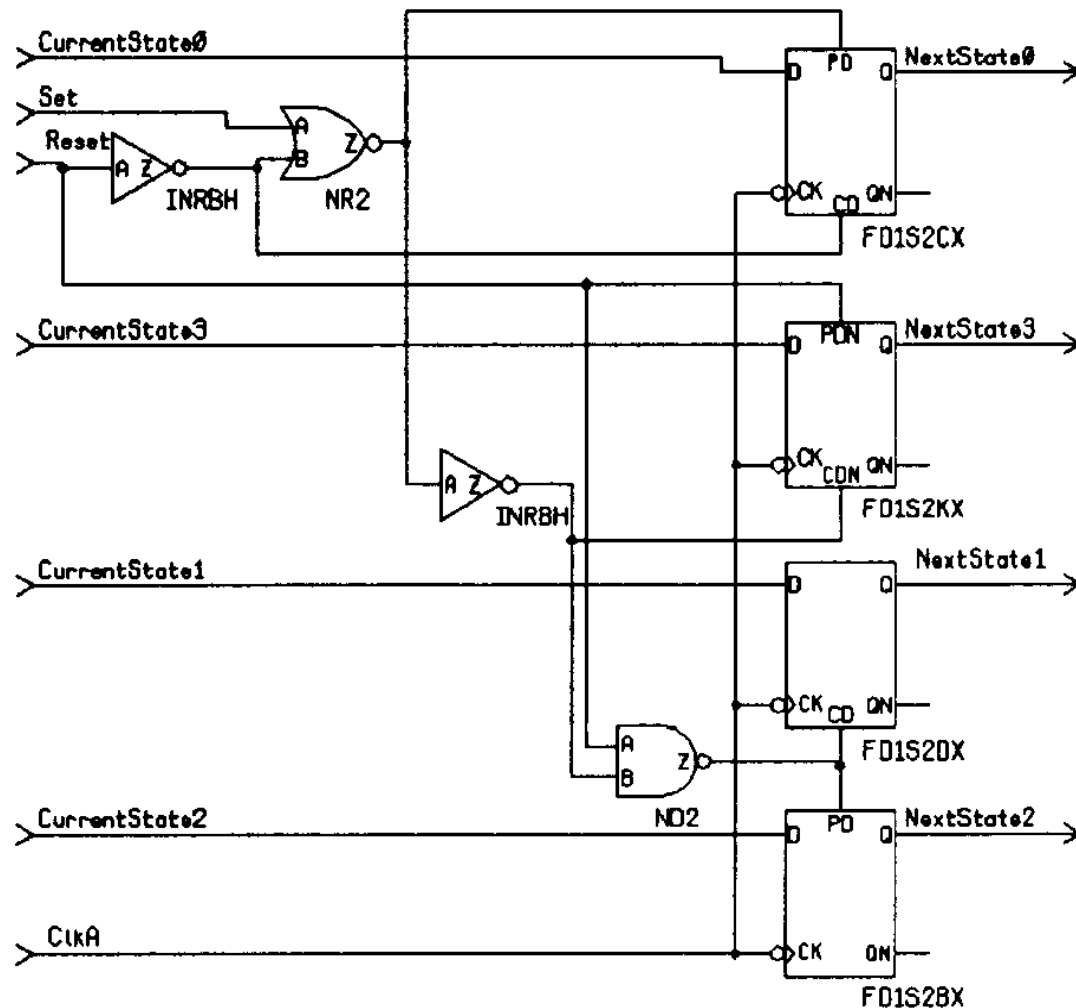 CurrentState0
PD
NextState0
D
Q
Set
A
Z
Reset
B
A Z
INRBH
NR2
CK
QN
CD
FD1S2CX
CurrentState3
PDN
NextState3
D
Q
CK
QN
CDN
A Z
FD1S2KX
INRBH
CurrentState1
NextState1
D
Q
CK
QN
CD
A
Z
FD1S2DX
B
ND2
CurrentState2
PD
NextState2
D
Q
ClkA
CK
QN
FD1S2BX